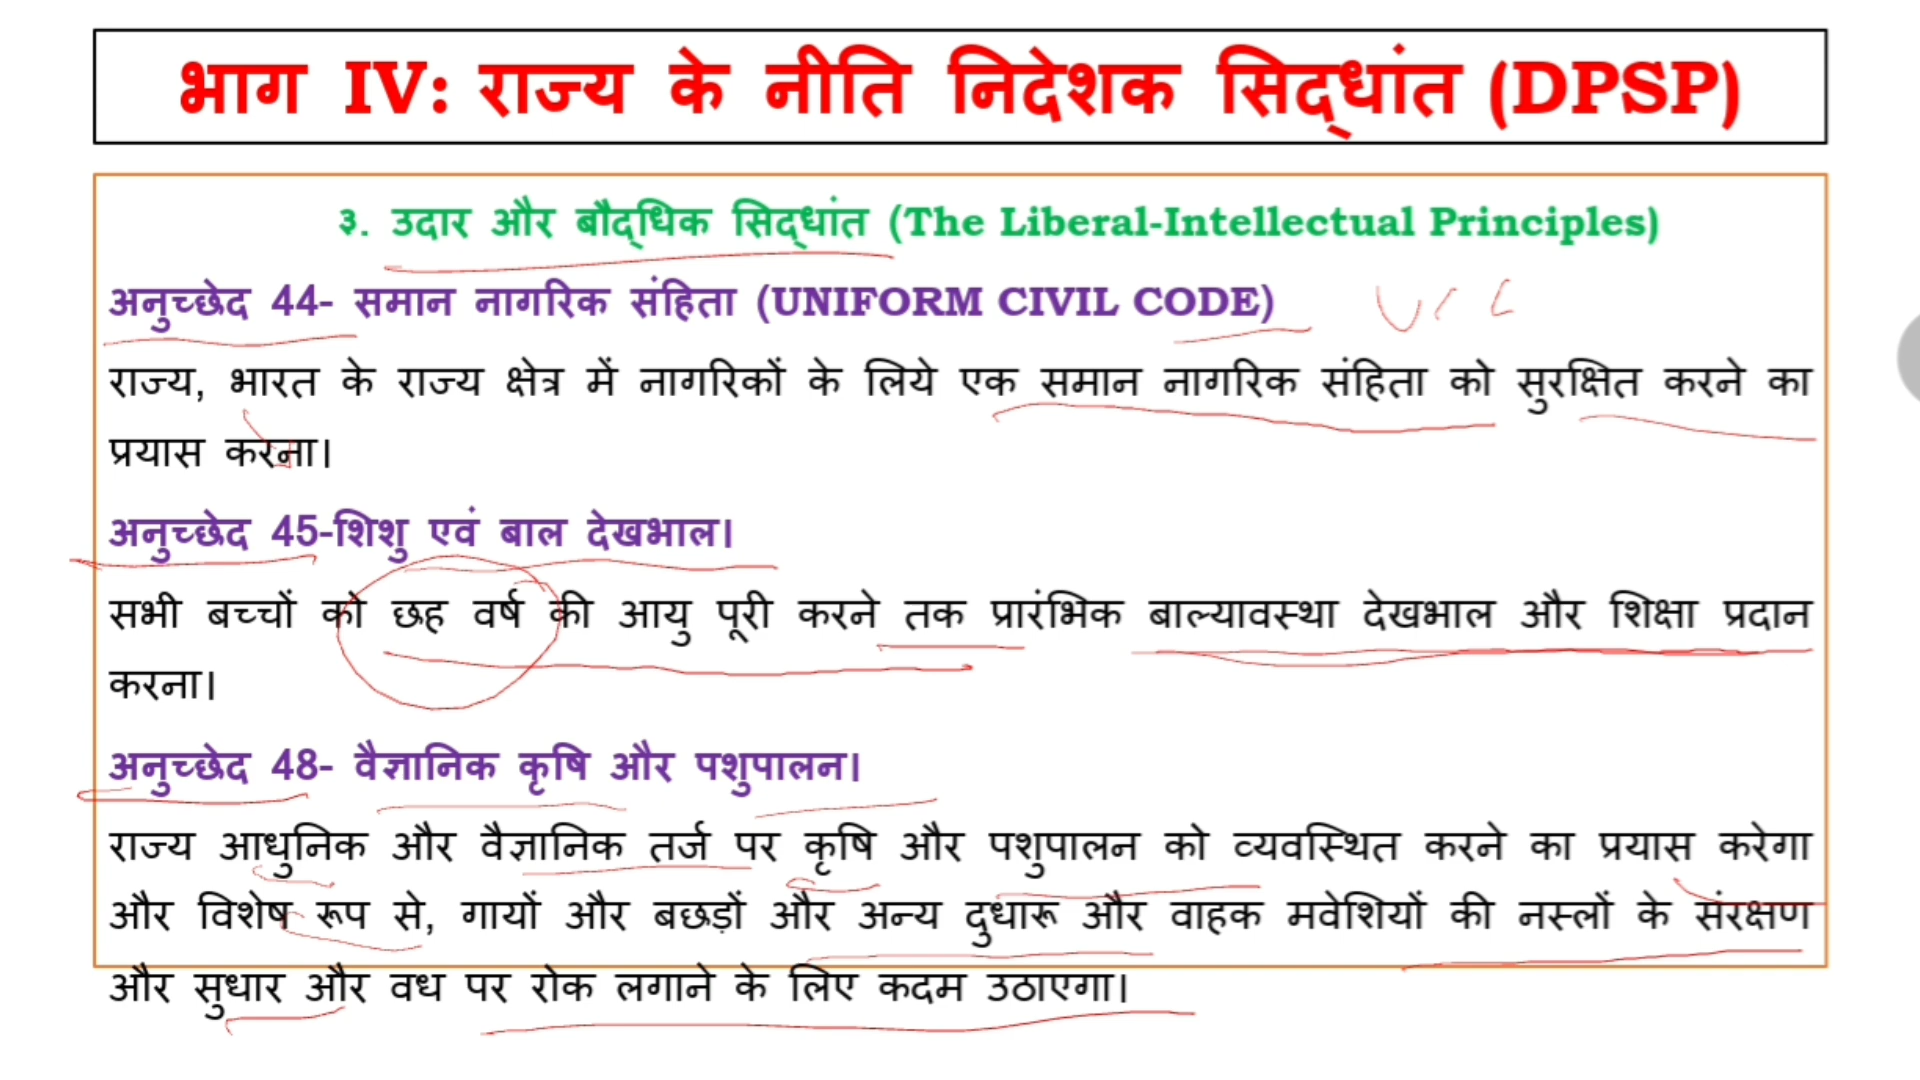 भाग IV: राज्य के नीति निदेशक सिद्धांत (DPSP)
३. उदार और बौद्धिक सिद्धांत (The Liberal-Intellectual Principles)
अनुच्छेद 44- समान नागरिक संहिता (UNIFORM CIVIL CODE)
राज्य, भारत के राज्य क्षेत्र में नागरिकों के लिये एक समान नागरिक संहिता को सुरक्षित करने का
प्रयास करना।
अनुच्छेद 45-शिशु एवं बाल देखभाल।
सभी बच्चों को छह वर्ष की आयु पूरी करने तक प्रारंभिक बाल्यावस्था देखभाल और शिक्षा प्रदान
करना।
अनुच्छेद 48- वैज्ञानिक कृषि और पशुपालन।
राज्य आधुनिक और वैज्ञानिक तर्ज पर कृषि और पशुपालन को व्यवस्थित करने का प्रयास करेगा
और विशेष रूप से, गायों और बछड़ों और अन्य दुधारू और वाहक मवेशियों की नस्लों के संरक्षण
और सुधार और वध पर रोक लगाने के लिए कदम उठाएगा।